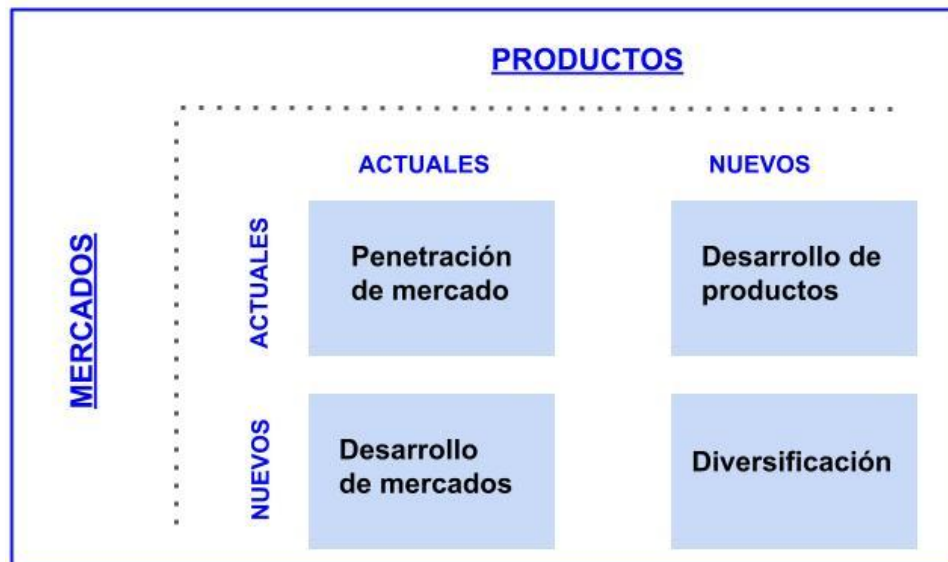 PRODUCTOS
ACTUALES
NUEVOS
MERCADOS
ACTUALES
Penetración
de mercado
Desarrollo de
productos
NUEVOS
Desarrollo
de mercados
Diversificación